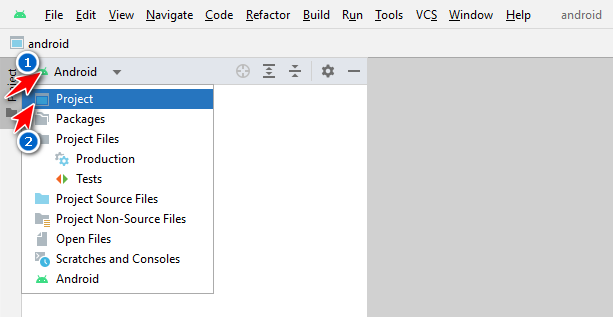 File Edit View Navigate Code Refactor Build Run Tools VCS Window Help android
android
1
Project
Android
Project
2
Packages
Project Files
Production
Tests
Project Source Files
Project Non-Source Files
Open Files
Scratches and Consoles
Android